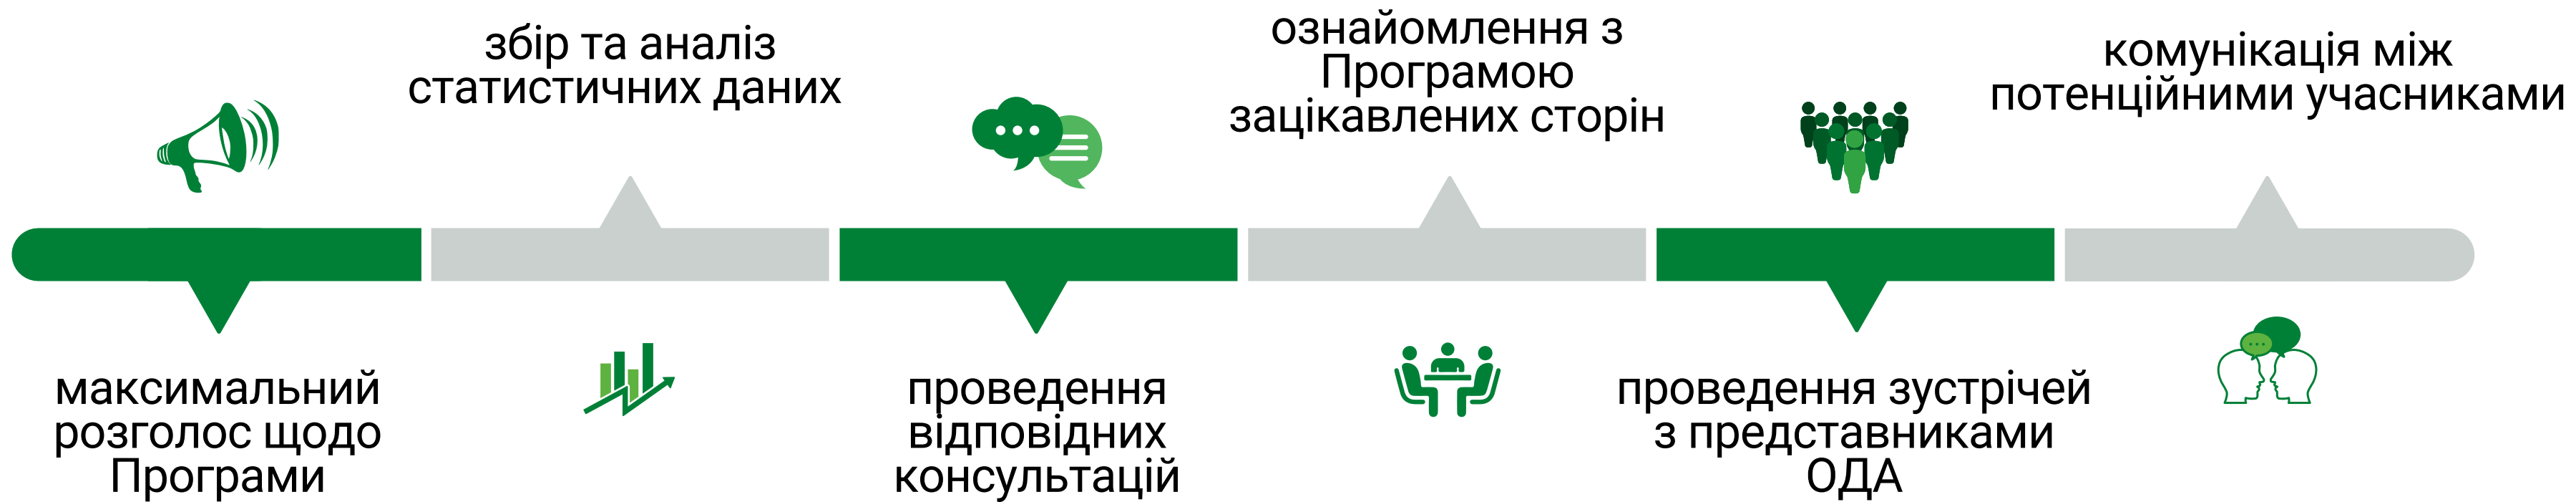 максимальний
розголос щодо
Програми
збір та аналіз
статистичних даних
проведення
відповідних
консультацій
ознайомлення з
Програмою
зацікавлених сторін
проведення зустрічей
з представниками
ОДА
комунікація між
потенційними учасниками